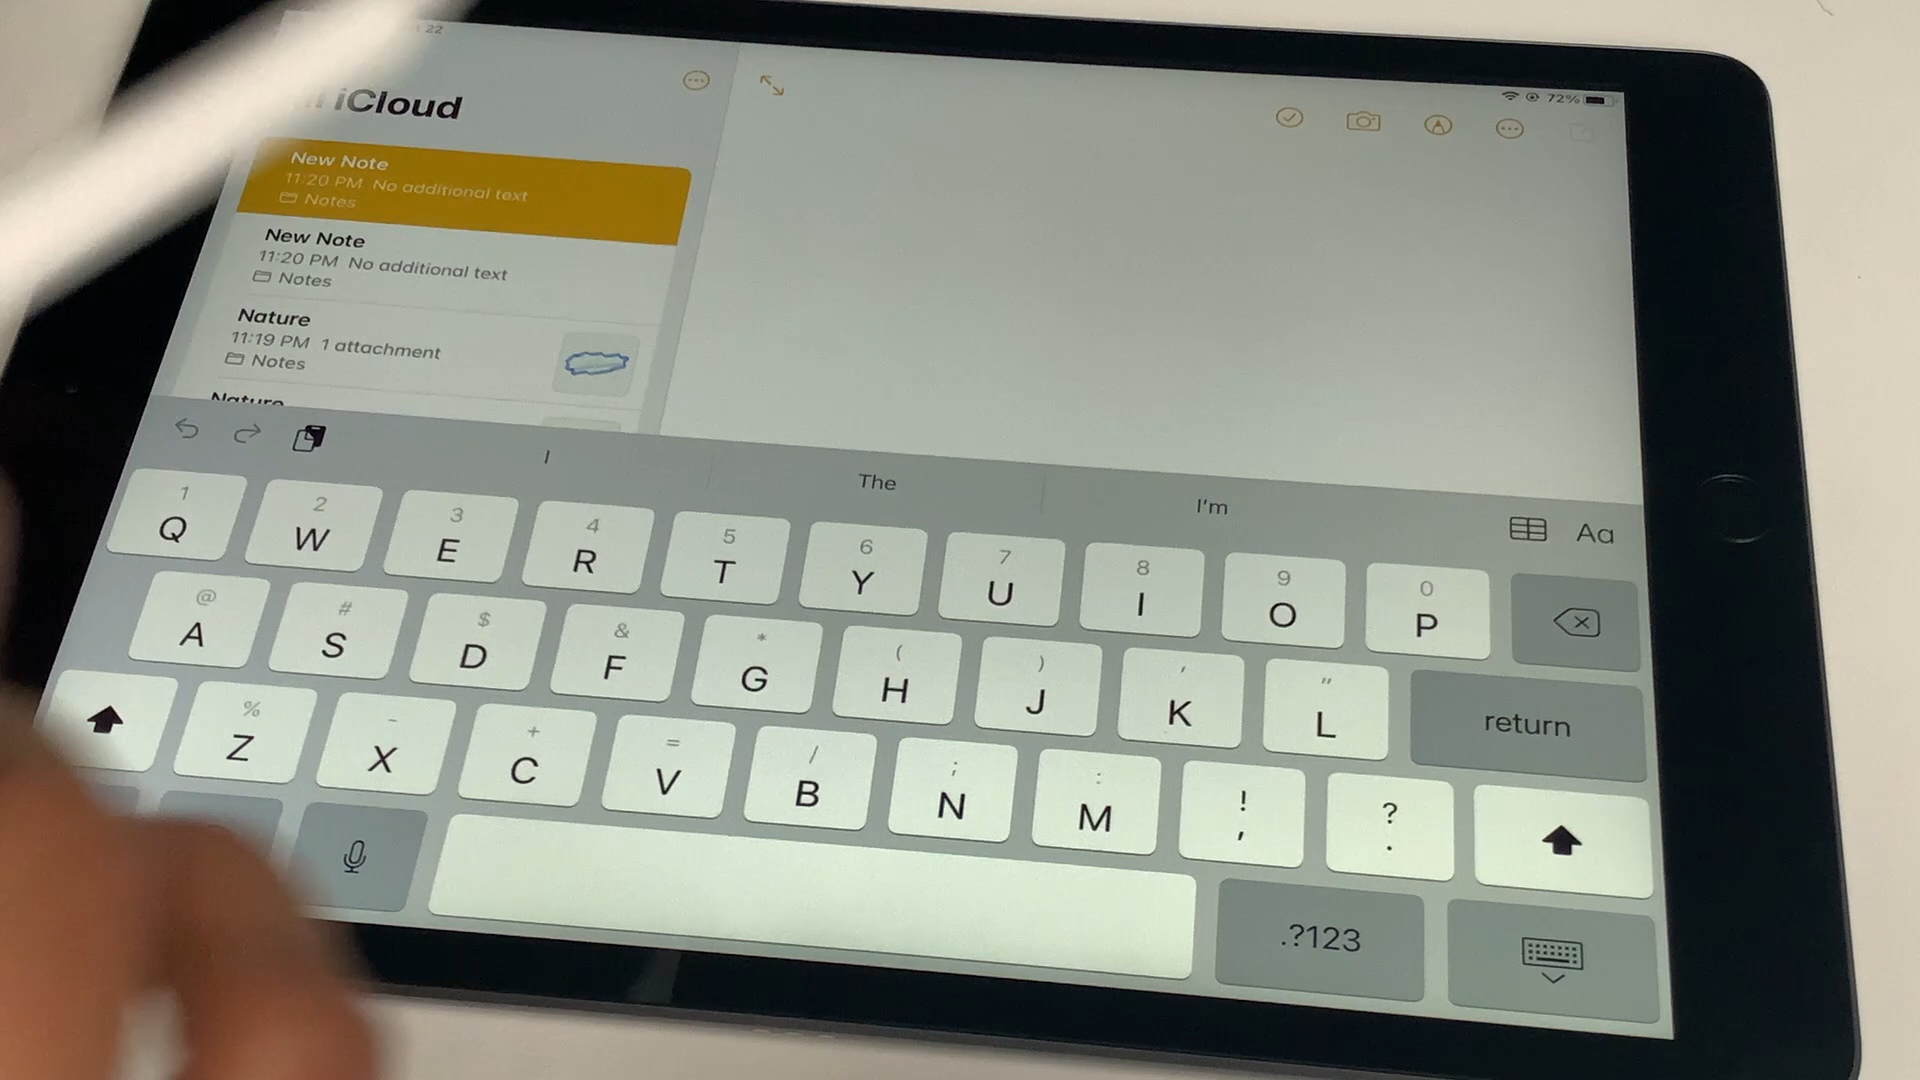 22
72%
iCloud
New Note
11:20 PM No additional text
Notes
New Note
11:20 PM No additional text
Notes
Nature
11:19 PM 1 attachment
Notes
Nature
I
The
I'm
Aa
1 2 3 4 5 6 7 8 9 0
Q W E R T Y U I O P
@ # $ & * ( ) ' "
A S D F G H J K L return
% - + = / ; : ! ?
Z X C V B N M , .
.?123